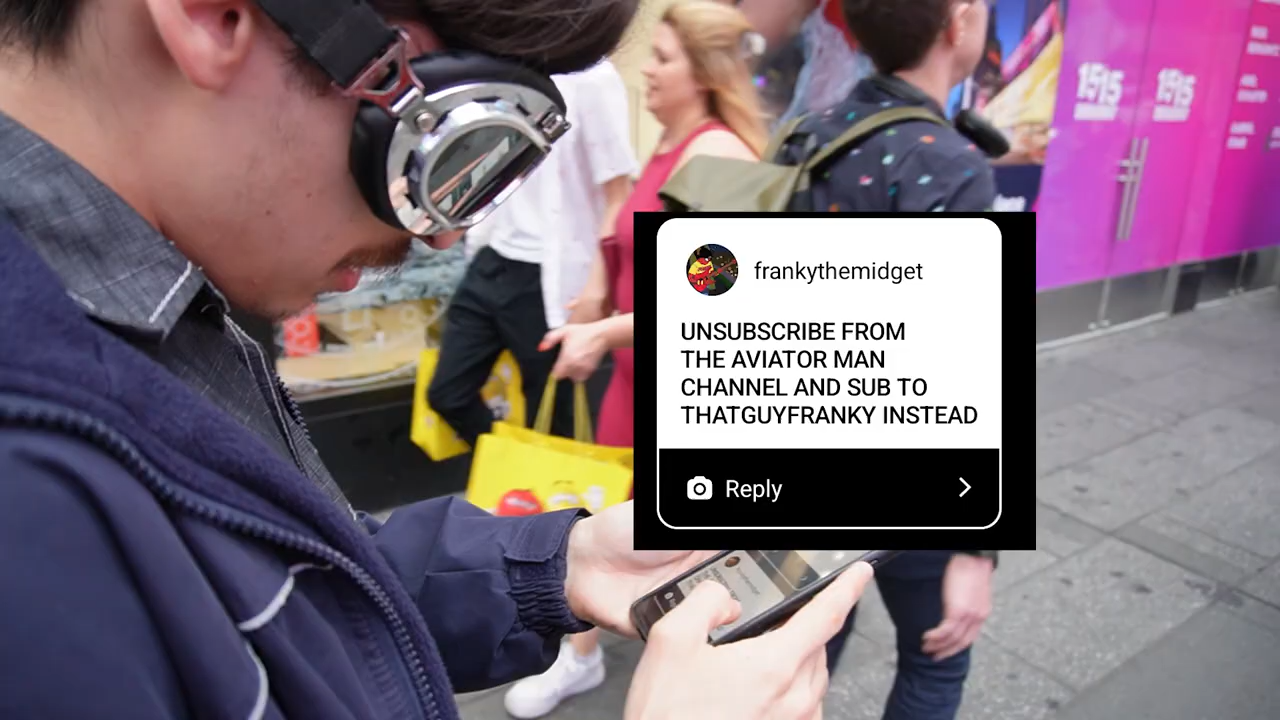 frankythemidget
UNSUBSCRIBE FROM
THE AVIATOR MAN
CHANNEL AND SUB TO
THATGUYFRANKY INSTEAD
Reply
1515
1515